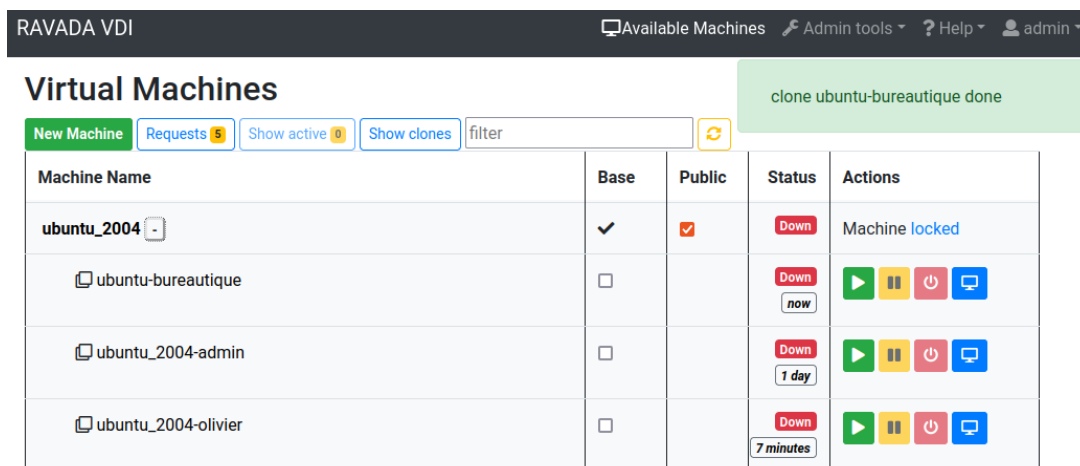 RAVADA VDI Available Machines Admin tools ? Help admin
Virtual Machines
clone ubuntu-bureautique done
New Machine Requests 5 Show active 0 Show clones filter
Machine Name Base Public Status Actions
ubuntu_2004 - Down Machine locked
ubuntu-bureautique Down
now
ubuntu_2004-admin Down
1 day
ubuntu_2004-olivier Down
7 minutes